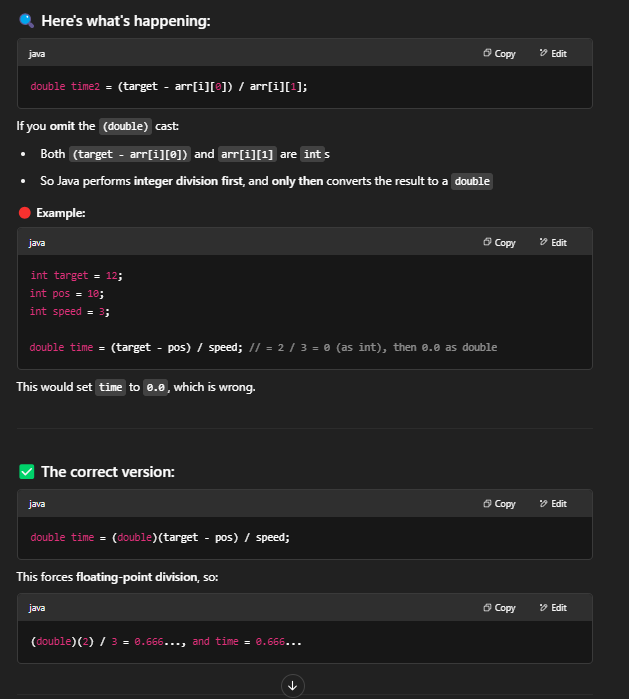 🔍 Here's what's happening:
java
Copy
Edit
double time2 = (target - arr[i][0]) / arr[i][1];
If you omit the (double) cast:
• Both (target - arr[i][0]) and arr[i][1] are ints
• So Java performs integer division first, and only then converts the result to a double
🔴 Example:
java
Copy
Edit
int target = 12;
int pos = 10;
int speed = 3;
double time = (target - pos) / speed; // = 2 / 3 = 0 (as int), then 0.0 as double
This would set time to 0.0, which is wrong.
✅ The correct version:
java
Copy
Edit
double time = (double)(target - pos) / speed;
This forces floating-point division, so:
java
Copy
Edit
(double)(2) / 3 = 0.666..., and time = 0.666...